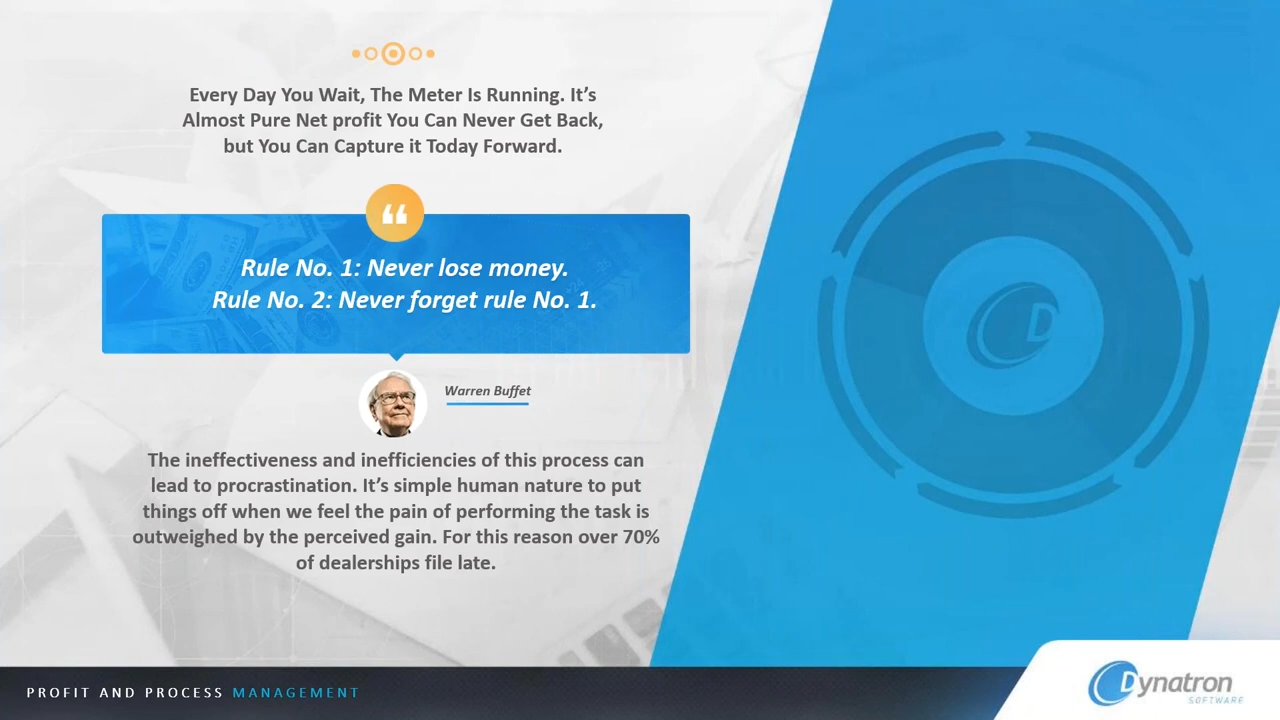 Every Day You Wait, The Meter Is Running. It’s
Almost Pure Net profit You Can Never Get Back,
but You Can Capture it Today Forward.
“
Rule No. 1: Never lose money.
Rule No. 2: Never forget rule No. 1.
Warren Buffet
The ineffectiveness and inefficiencies of this process can
lead to procrastination. It’s simple human nature to put
things off when we feel the pain of performing the task is
outweighed by the perceived gain. For this reason over 70%
of dealerships file late.
D
PROFIT AND PROCESS MANAGEMENT
Dynatron
SOFTWARE